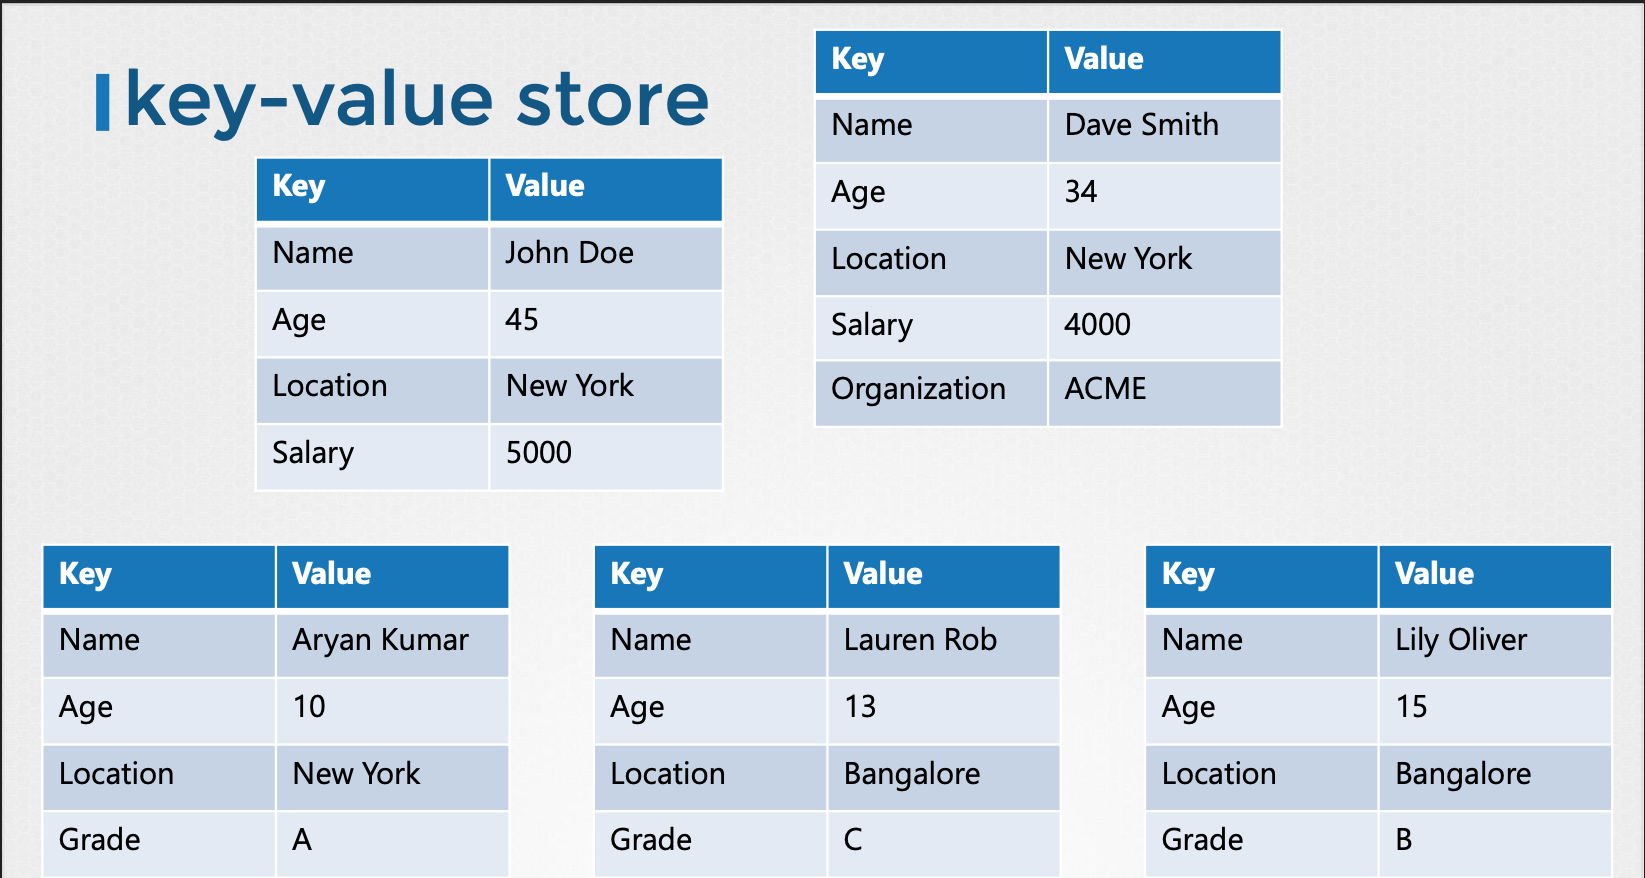 key-value store
Key Value
Name John Doe
Age 45
Location New York
Salary 5000
Key Value
Name Dave Smith
Age 34
Location New York
Salary 4000
Organization ACME
Key Value
Name Aryan Kumar
Age 10
Location New York
Grade A
Key Value
Name Lauren Rob
Age 13
Location Bangalore
Grade C
Key Value
Name Lily Oliver
Age 15
Location Bangalore
Grade B